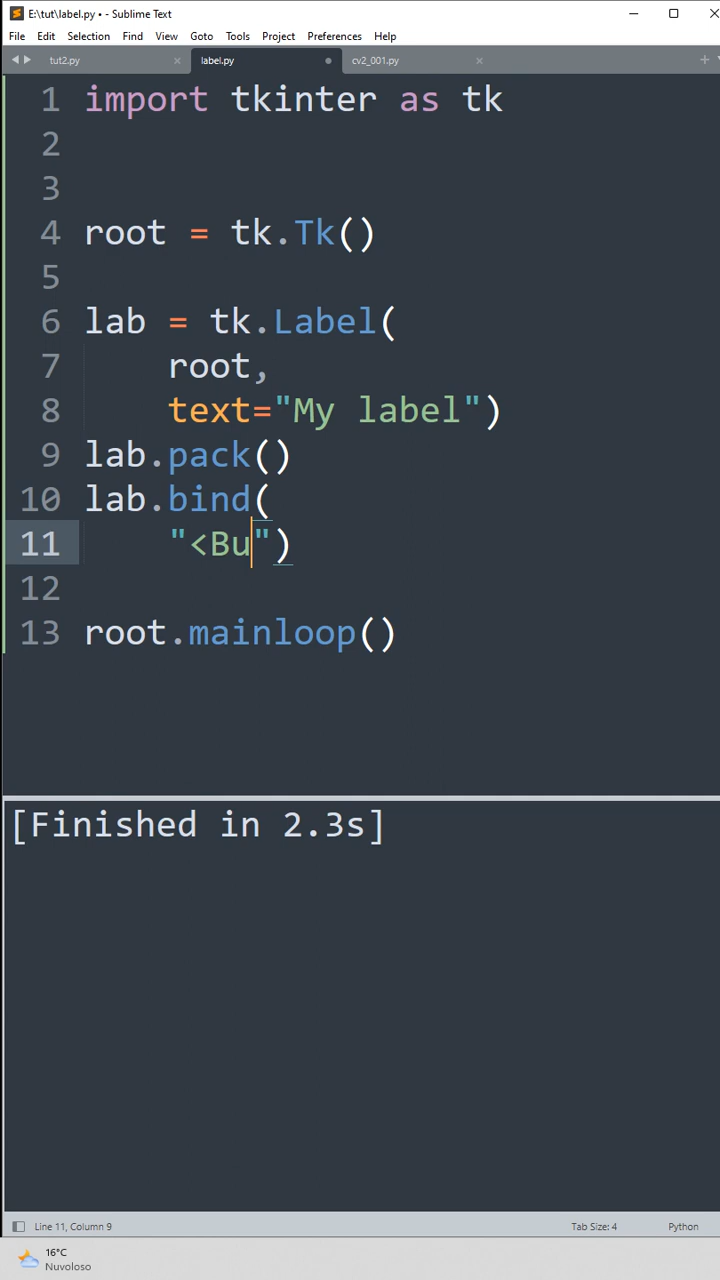 E:\tut\label.py • - Sublime Text
File Edit Selection Find View Goto Tools Project Preferences Help
tut2.py label.py cv2_001.py
1 import tkinter as tk
2
3
4 root = tk.Tk()
5
6 lab = tk.Label(
7 root,
8 text="My label")
9 lab.pack()
10 lab.bind(
11 "<Bu")
12
13 root.mainloop()
[Finished in 2.3s]
Line 11, Column 9 Tab Size: 4 Python
16°C
Nuvoloso